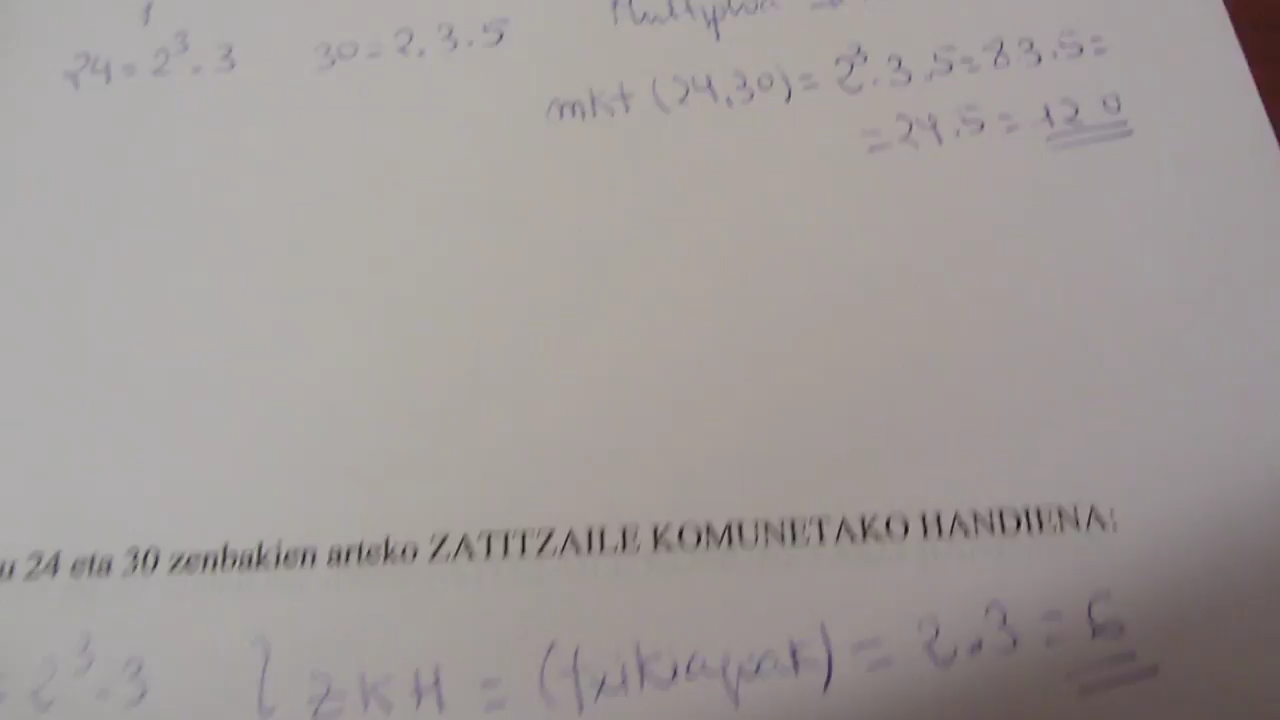 24 = 2³ . 3 30 = 2 . 3 . 5
mkt (24,30) = 2³ . 3 . 5 = 8 3 . 5 =
= 24 . 5 = 120
24 eta 30 zenbakien arteko ZATITZAILE KOMUNETAKO HANDIENA:
= 2³ . 3 ZKH = ( ) = 2 . 3 = 6